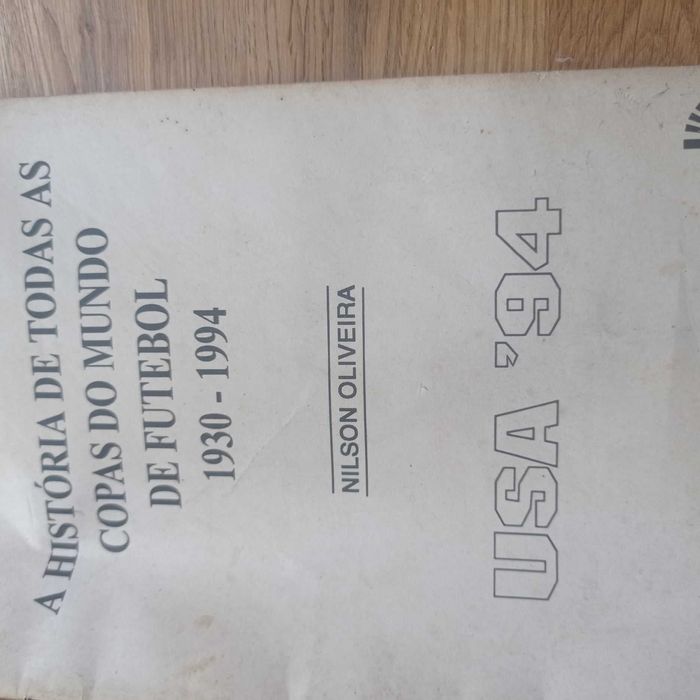 A HISTÓRIA DE TODAS AS
COPAS DO MUNDO
DE FUTEBOL
1930 - 1994
NILSON OLIVEIRA
USA '94